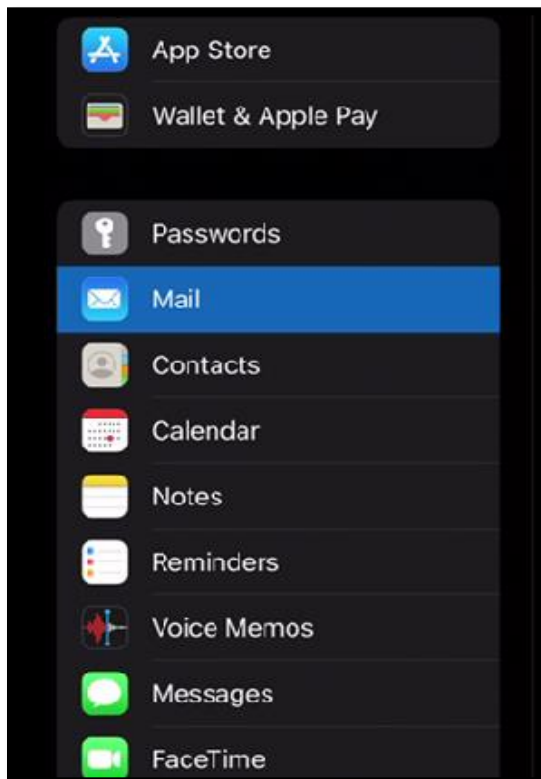 App Store
Wallet & Apple Pay
Passwords
Mail
Contacts
Calendar
Notes
Reminders
Voice Memos
Messages
FaceTime